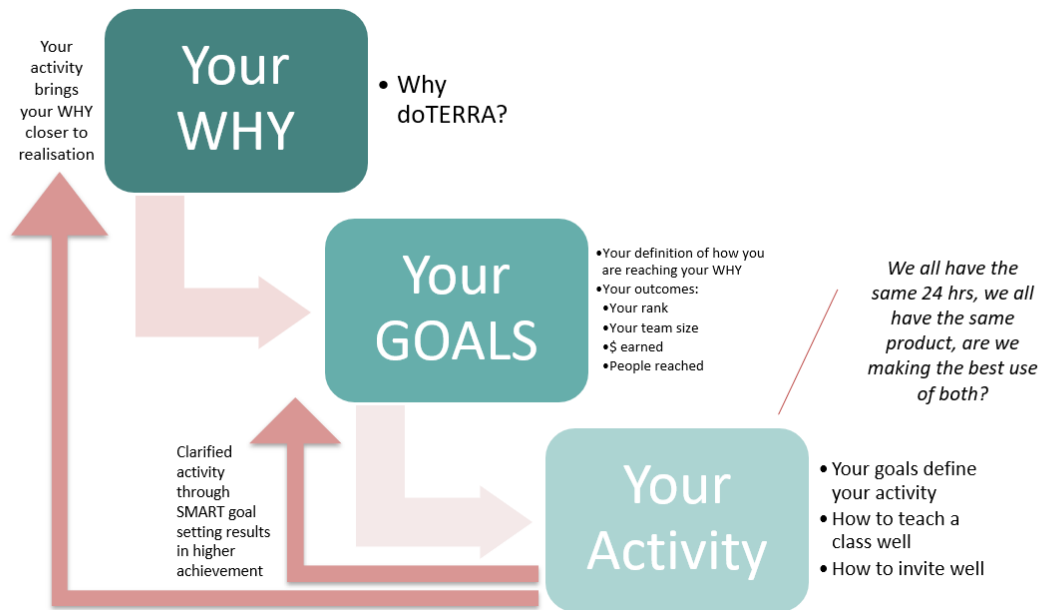 Your
activity
brings
your WHY
closer to
realisation
Your
WHY
• Why
doTERRA?
Your
GOALS
•Your definition of how you
are reaching your WHY
•Your outcomes:
•Your rank
•Your team size
•$ earned
•People reached
We all have the
same 24 hrs, we all
have the same
product, are we
making the best use
of both?
Clarified
activity
through
SMART goal
setting results
in higher
achievement
Your
Activity
• Your goals define
your activity
• How to teach a
class well
• How to invite well